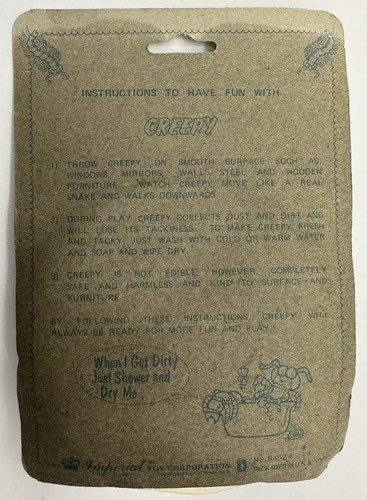 INSTRUCTIONS TO HAVE FUN WITH
CREEPY
1) THROW CREEPY ON SMOOTH SURFACE SUCH AS:
WINDOWS, MIRRORS, WALLS, STEEL AND WOODEN
FURNITURE. WATCH CREEPY MOVE LIKE A REAL
SNAKE AND WALKS DOWNWARDS.
2) DURING PLAY CREEPY COLLECTS DUST AND DIRT AND
WILL LOSE ITS TACKINESS. TO MAKE CREEPY FRESH
AND TACKY, JUST WASH WITH COLD OR WARM WATER
AND SOAP AND WIPE DRY.
3) CREEPY IS NOT EDIBLE HOWEVER, COMPLETELY
SAFE AND HARMLESS AND KIND TO SURFACE AND
FURNITURE.
BY FOLLOWING THESE INSTRUCTIONS, CREEPY WILL
ALWAYS BE READY FOR MORE FUN AND PLAY.
When I Get Dirty
Just Shower and
Dry Me
Imperial TOY CORPORATION
PACKAGED IN U.S.A.